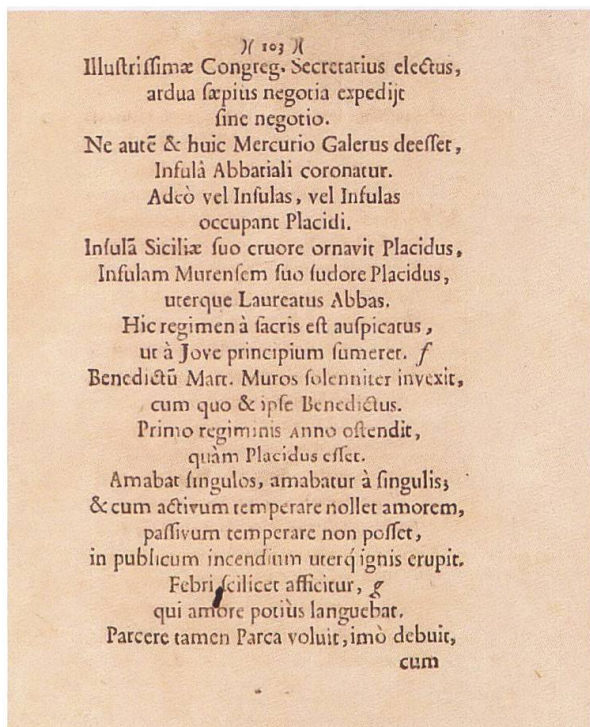 )( 103 )(
Illuſtriſſimæ Congreg. Secretarius electus,
ardua ſæpius negotia expedijt
ſine negotio.
Ne autē & huic Mercurio Galerus deeſſet,
Inſulâ Abbatiali coronatur.
Adeò vel Inſulas, vel Inſulas
occupant Placidi.
Inſulā Siciliæ ſuo cruore ornavit Placidus,
Inſulam Murenſem ſuo ſudore Placidus,
uterque Laureatus Abbas.
Hic regimen à ſacris eſt auſpicatus,
ut à Jove principium ſumeret. f
Benedictū Mart. Muros ſolenniter invexit,
cum quo & ipſe Benedictus.
Primo regiminis Anno oſtendit,
quàm Placidus eſſet.
Amabat ſingulos, amabatur à ſingulis;
& cum activum temperare nollet amorem,
paſſivum temperare non poſſet,
in publicum incendium uterq́ ignis erupit.
Febri ſcilicet afficitur, g
qui amore potiùs languebat.
Parcere tamen Parca voluit, imò debuit,
cum